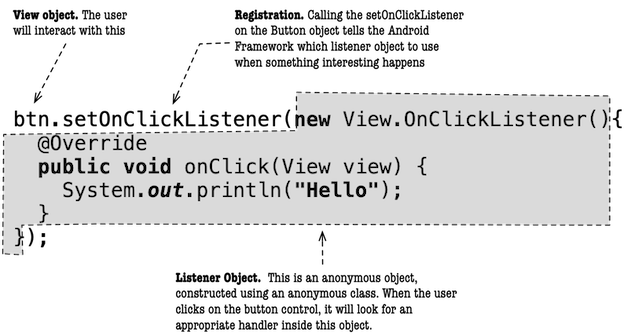 View object. The user
will interact with this
Registration. Calling the setOnClickListener
on the Button object tells the Android
Framework which listener object to use
when something interesting happens
btn.setOnClickListener(new View.OnClickListener(){
@Override
public void onClick(View view) {
System.out.println("Hello");
}
});
Listener Object. This is an anonymous object,
constructed using an anonymous class. When the user
clicks on the button control, it will look for an
appropriate handler inside this object.